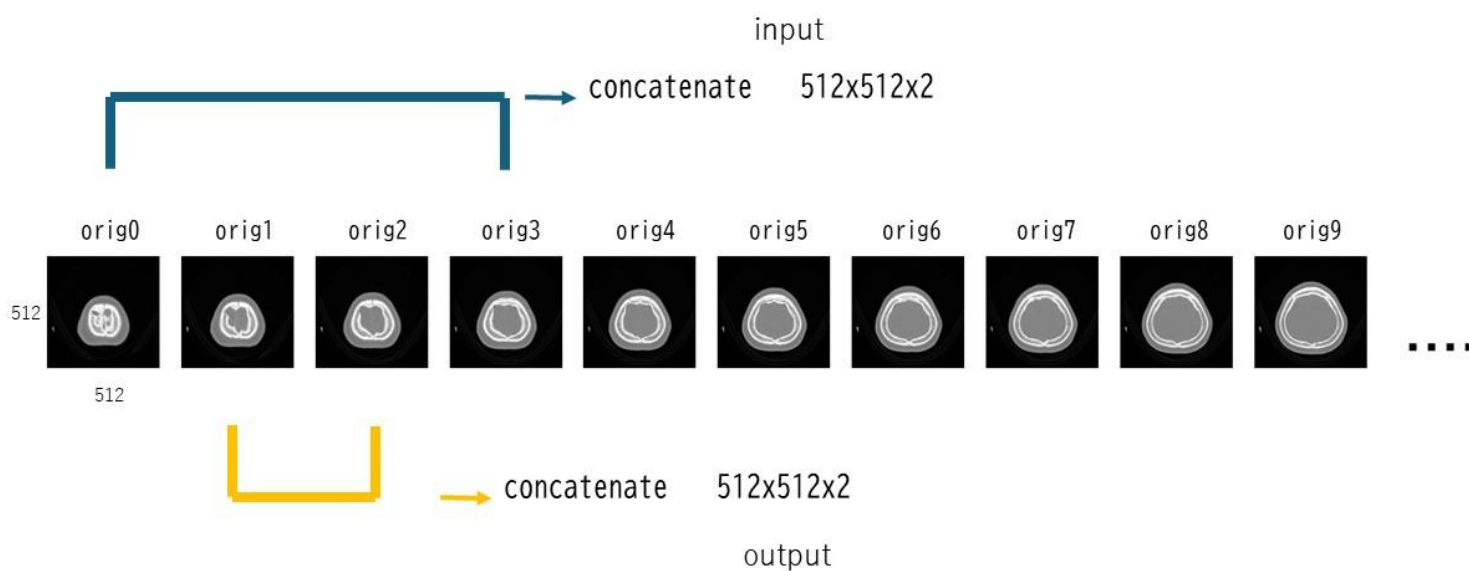 input
concatenate 512x512x2
orig0 orig1 orig2 orig3 orig4 orig5 orig6 orig7 orig8 orig9
512
....
512
concatenate 512x512x2
output